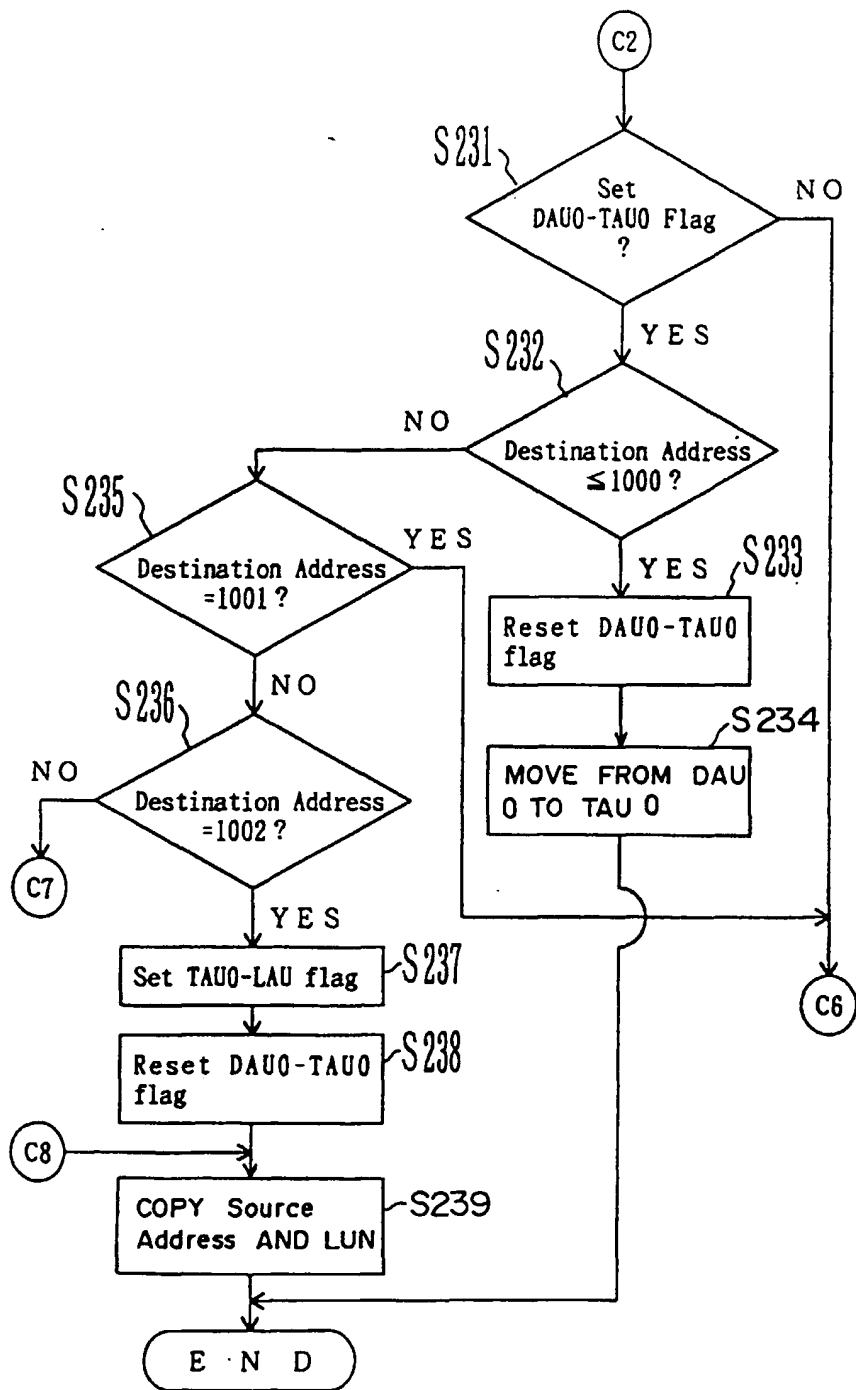 C2
S231
Set
DAU0-TAU0 Flag
?
NO
YES
S232
NO
Destination Address
≦1000?
S235
YES
Destination Address
=1001?
YES
S233
Reset DAU0-TAU0
flag
NO
S236
S234
NO
MOVE FROM DAU
0 TO TAU 0
Destination Address
=1002?
C7
YES
Set TAU0-LAU flag
S237
C6
Reset DAU0-TAU0
flag
S238
C8
COPY Source
Address AND LUN
S239
E N D